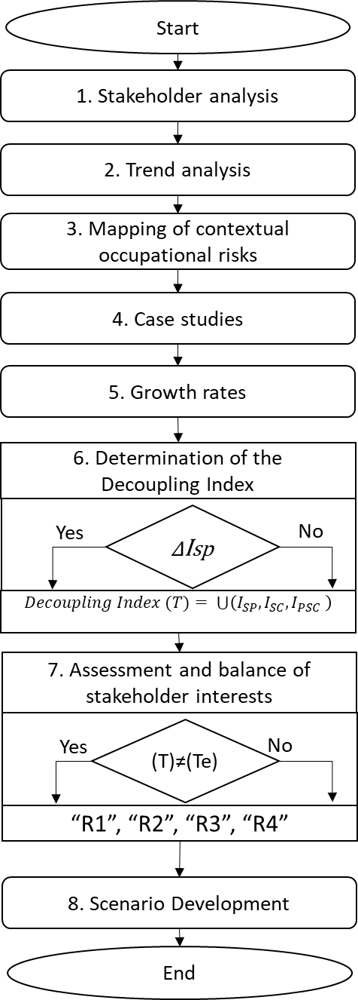 Start
1. Stakeholder analysis
2. Trend analysis
3. Mapping of contextual
occupational risks
4. Case studies
5. Growth rates
6. Determination of the
Decoupling Index
Yes
No
ΔIsp
Decoupling Index (T) = ∪(I_SP, I_SC, I_PSC )
7. Assessment and balance of
stakeholder interests
Yes
No
(T)≠(Te)
“R1”, “R2”, “R3”, “R4”
8. Scenario Development
End